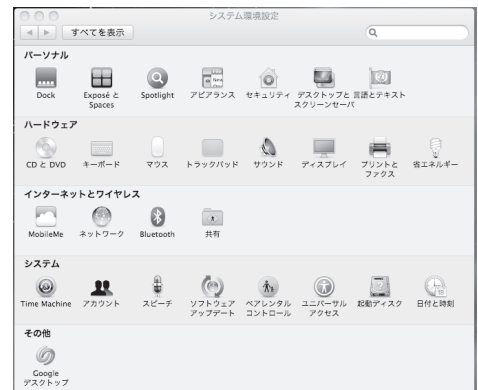 システム環境設定
すべてを表示
パーソナル
Dock
Exposé と
Spaces
Spotlight
アピアランス
セキュリティ
デスクトップと
スクリーンセーバ
言語とテキスト
ハードウェア
CD と DVD
キーボード
マウス
トラックパッド
サウンド
ディスプレイ
プリントと
ファクス
省エネルギー
インターネットとワイヤレス
MobileMe
ネットワーク
Bluetooth
共有
システム
Time Machine
アカウント
スピーチ
ソフトウェア
アップデート
ペアレンタル
コントロール
ユニバーサル
アクセス
起動ディスク
日付と時刻
その他
Google
デスクトップ